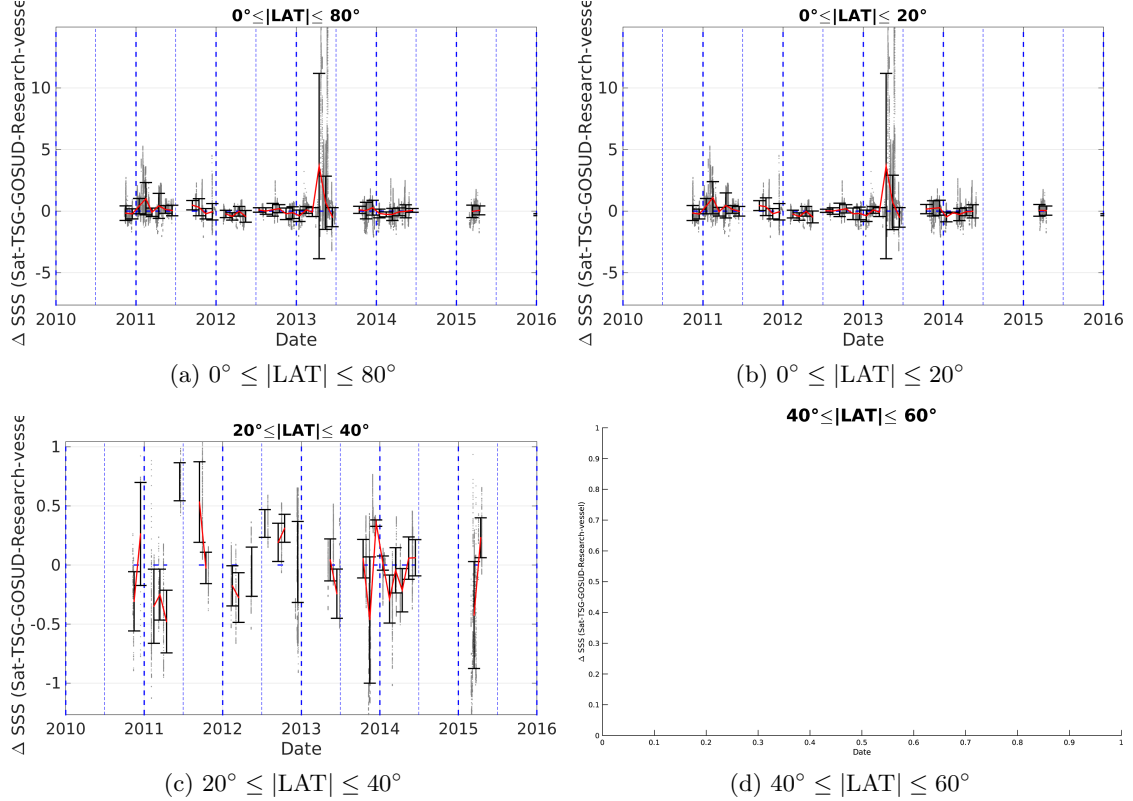 0°≤|LAT|≤ 80°
Δ SSS (Sat-TSG-GOSUD-Research-vesse
10
5
0
-5
2010 2011 2012 2013 2014 2015 2016
Date
(a) 0° ≤ |LAT| ≤ 80°
0°≤|LAT|≤ 20°
Δ SSS (Sat-TSG-GOSUD-Research-vesse
10
5
0
-5
2010 2011 2012 2013 2014 2015 2016
Date
(b) 0° ≤ |LAT| ≤ 20°
20°≤|LAT|≤ 40°
Δ SSS (Sat-TSG-GOSUD-Research-vesse
1
0.5
0
-0.5
-1
2010 2011 2012 2013 2014 2015 2016
Date
(c) 20° ≤ |LAT| ≤ 40°
40°≤|LAT|≤ 60°
Δ SSS (Sat-TSG-GOSUD-Research-vessel)
1
0.9
0.8
0.7
0.6
0.5
0.4
0.3
0.2
0.1
0
0 0.1 0.2 0.3 0.4 0.5 0.6 0.7 0.8 0.9 1
Date
(d) 40° ≤ |LAT| ≤ 60°